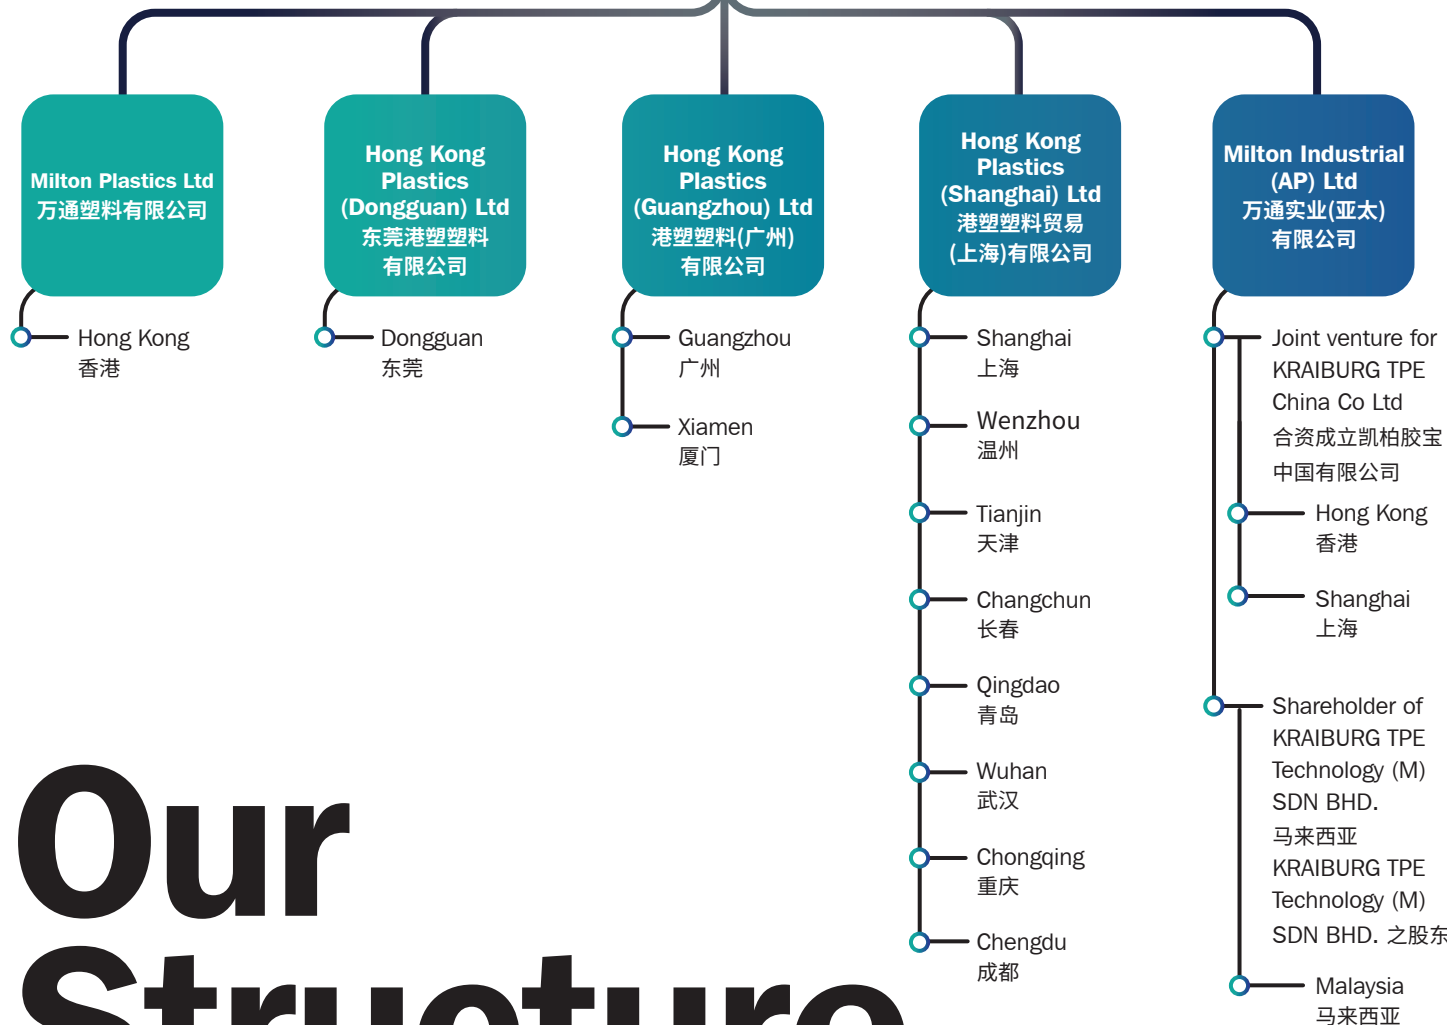 Milton Plastics Ltd
万通塑料有限公司
Hong Kong
香港
Hong Kong
Plastics
(Dongguan) Ltd
东莞港塑塑料
有限公司
Dongguan
东莞
Hong Kong
Plastics
(Guangzhou) Ltd
港塑塑料(广州)
有限公司
Guangzhou
广州
Xiamen
厦门
Hong Kong
Plastics
(Shanghai) Ltd
港塑塑料贸易
(上海)有限公司
Shanghai
上海
Wenzhou
温州
Tianjin
天津
Changchun
长春
Qingdao
青岛
Wuhan
武汉
Chongqing
重庆
Chengdu
成都
Milton Industrial
(AP) Ltd
万通实业(亚太)
有限公司
Joint venture for
KRAIBURG TPE
China Co Ltd
合资成立凯柏胶宝
中国有限公司
Hong Kong
香港
Shanghai
上海
Shareholder of
KRAIBURG TPE
Technology (M)
SDN BHD.
马来西亚
KRAIBURG TPE
Technology (M)
SDN BHD. 之股东
Malaysia
马来西亚
Our
Structure